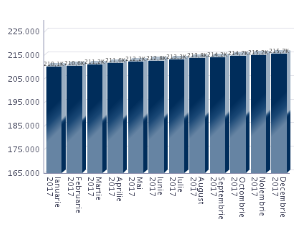 225.000
215.000
205.000
195.000
185.000
175.000
165.000
Ianuarie 2017
Februarie 2017
Martie 2017
Aprilie 2017
Mai 2017
Iunie 2017
Iulie 2017
August 2017
Septembrie 2017
Octombrie 2017
Noiembrie 2017
Decembrie 2017